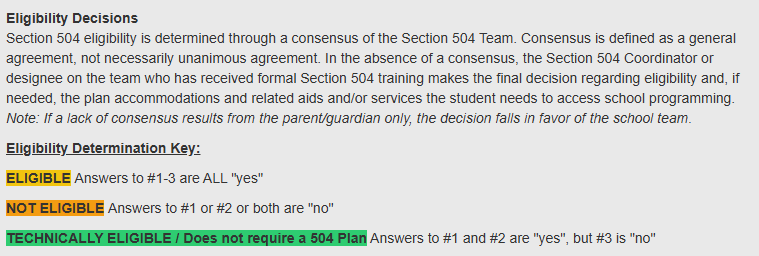 Eligibility Decisions
Section 504 eligibility is determined through a consensus of the Section 504 Team. Consensus is defined as a general
agreement, not necessarily unanimous agreement. In the absence of a consensus, the Section 504 Coordinator or
designee on the team who has received formal Section 504 training makes the final decision regarding eligibility and, if
needed, the plan accommodations and related aids and/or services the student needs to access school programming.
Note: If a lack of consensus results from the parent/guardian only, the decision falls in favor of the school team.
Eligibility Determination Key:
ELIGIBLE Answers to #1-3 are ALL "yes"
NOT ELIGIBLE Answers to #1 or #2 or both are "no"
TECHNICALLY ELIGIBLE / Does not require a 504 Plan Answers to #1 and #2 are "yes", but #3 is "no"